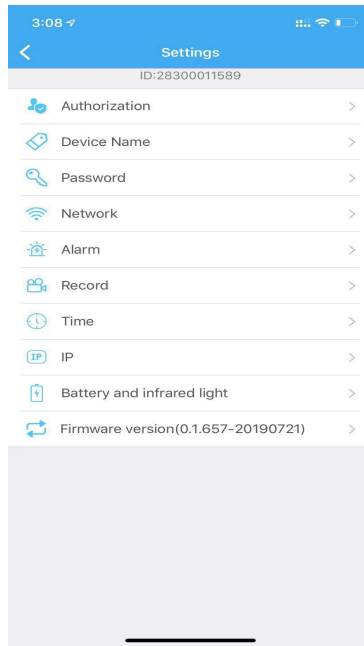 3:08
Settings
ID:28300011589
Authorization
Device Name
Password
Network
Alarm
Record
Time
IP IP
Battery and infrared light
Firmware version(0.1.657-20190721)